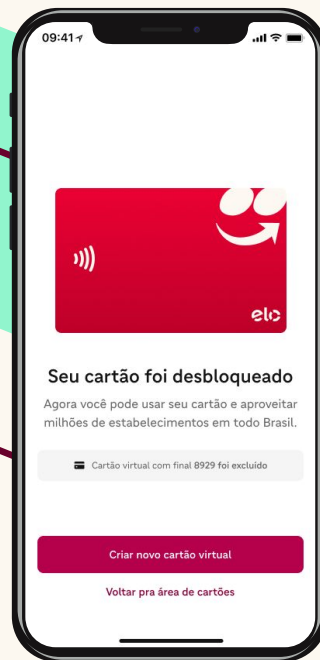 09:41
elo
Seu cartão foi desbloqueado
Agora você pode usar seu cartão e aproveitar
milhões de estabelecimentos em todo Brasil.
Cartão virtual com final 8929 foi excluído
Criar novo cartão virtual
Voltar pra área de cartões